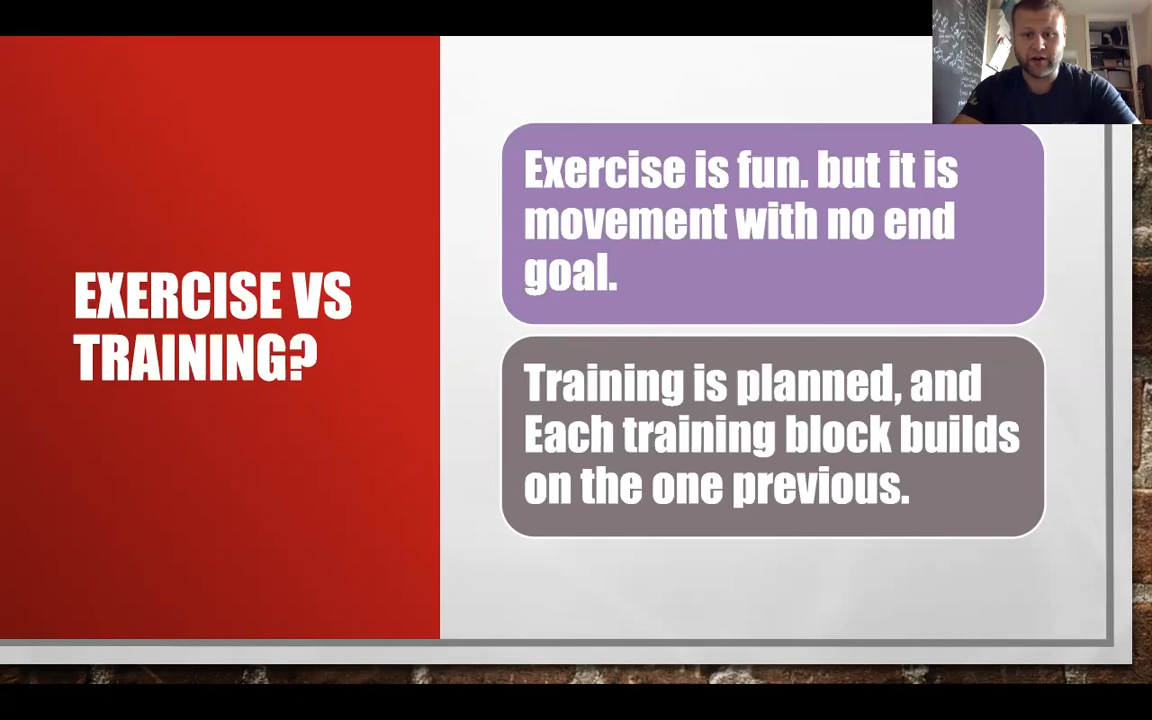 EXERCISE VS
TRAINING?
Exercise is fun. but it is
movement with no end
goal.
Training is planned, and
Each training block builds
on the one previous.